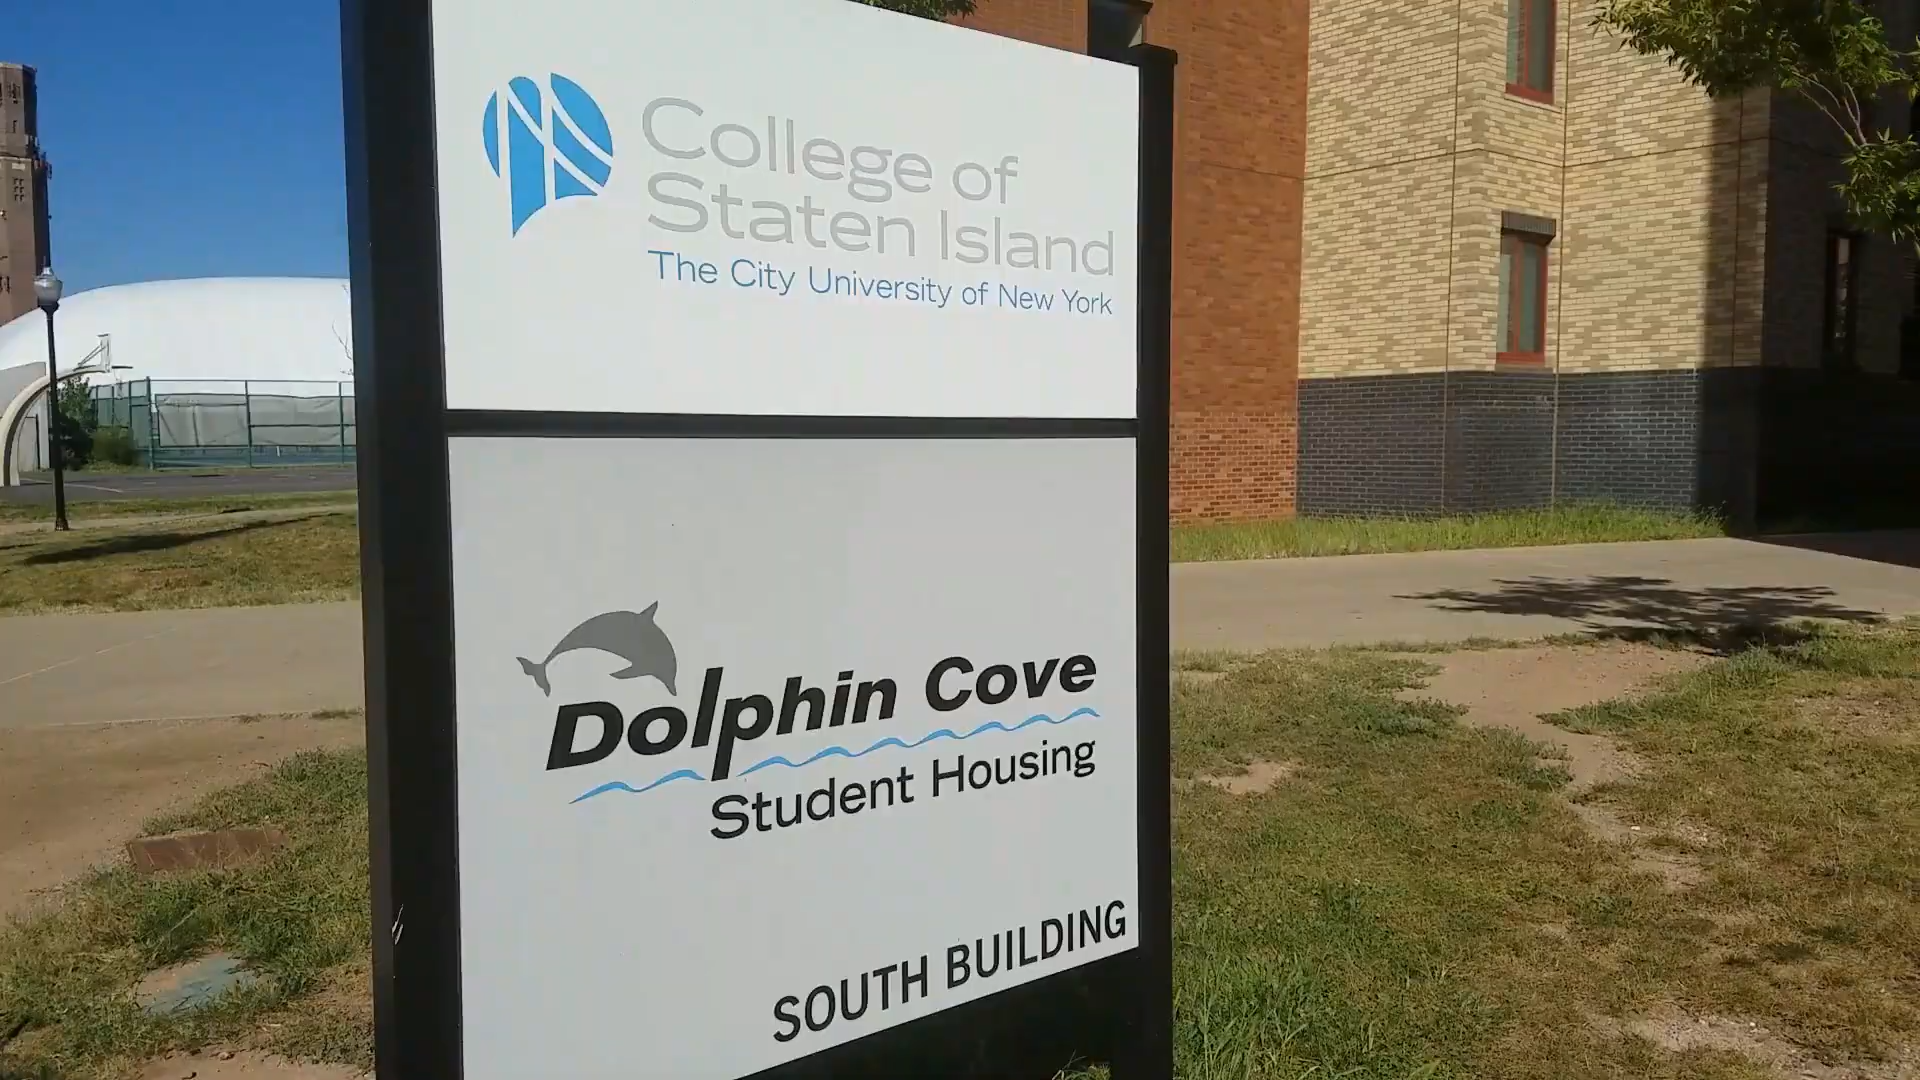 College of
Staten Island
The City University of New York
Dolphin Cove
Student Housing
SOUTH BUILDING